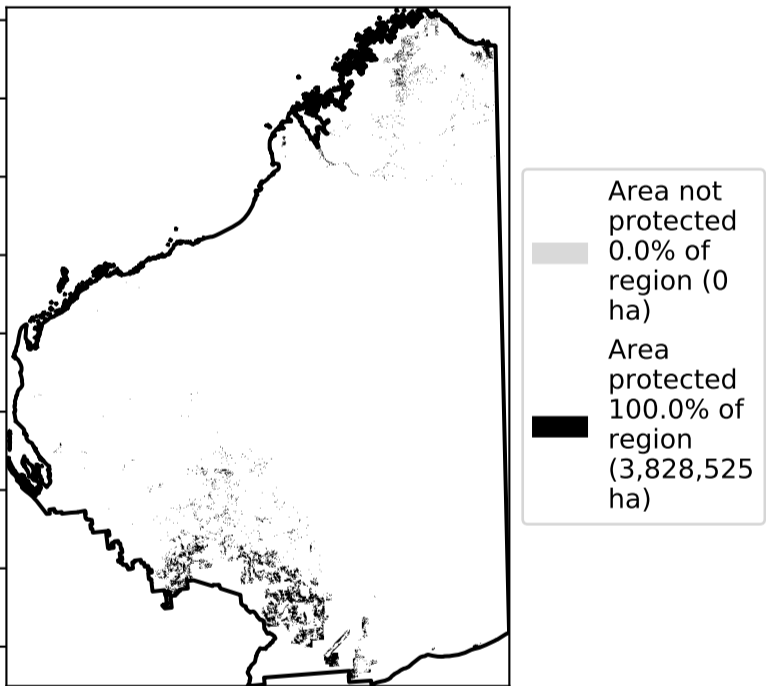 Area not
protected
0.0% of
region (0
ha)
Area
protected
100.0% of
region
(3,828,525
ha)